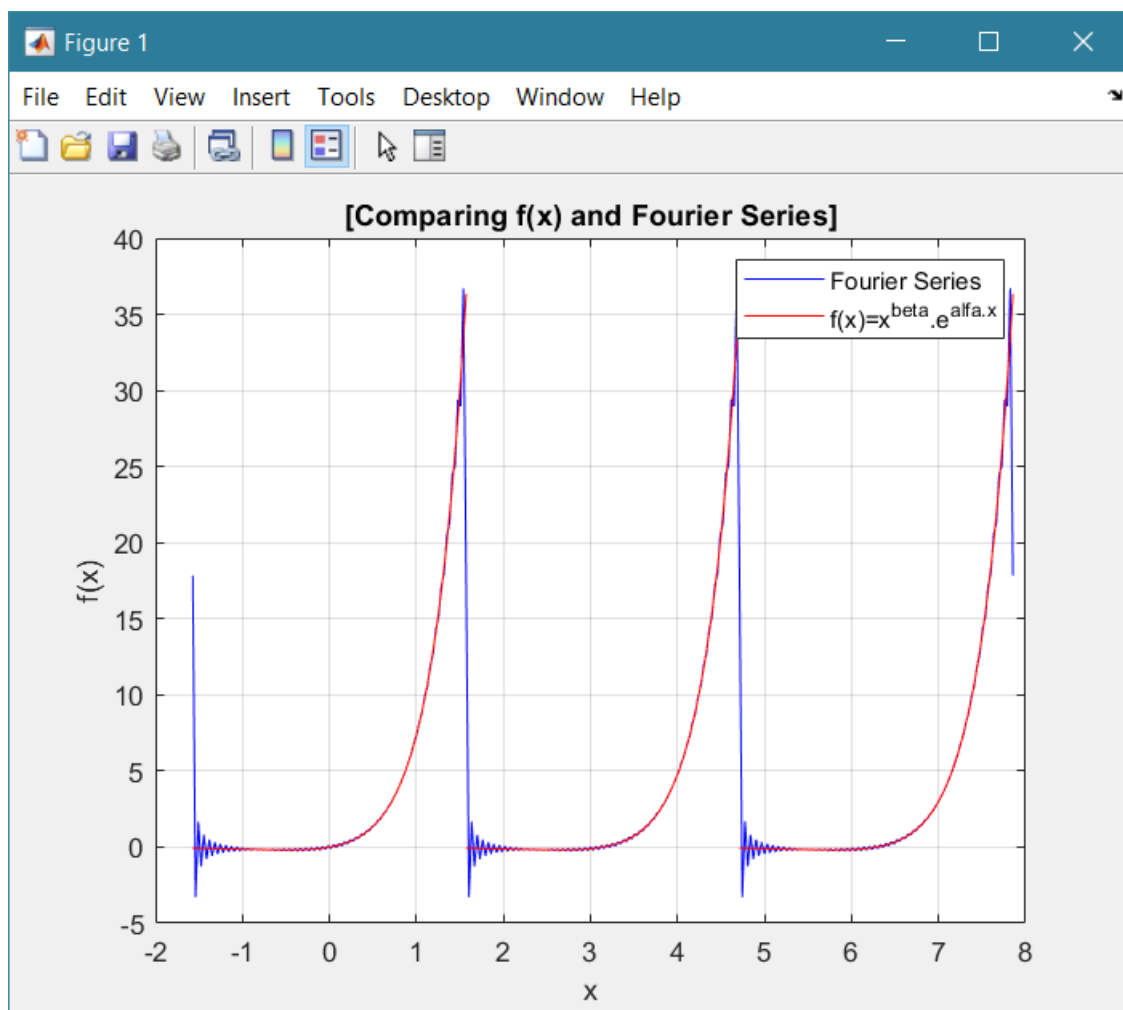 Figure 1
File Edit View Insert Tools Desktop Window Help
[Comparing f(x) and Fourier Series]
40
35
30
25
20
15
10
5
0
-5
f(x)
Fourier Series
f(x)=x^beta.e^alfa.x
-2 -1 0 1 2 3 4 5 6 7 8
x